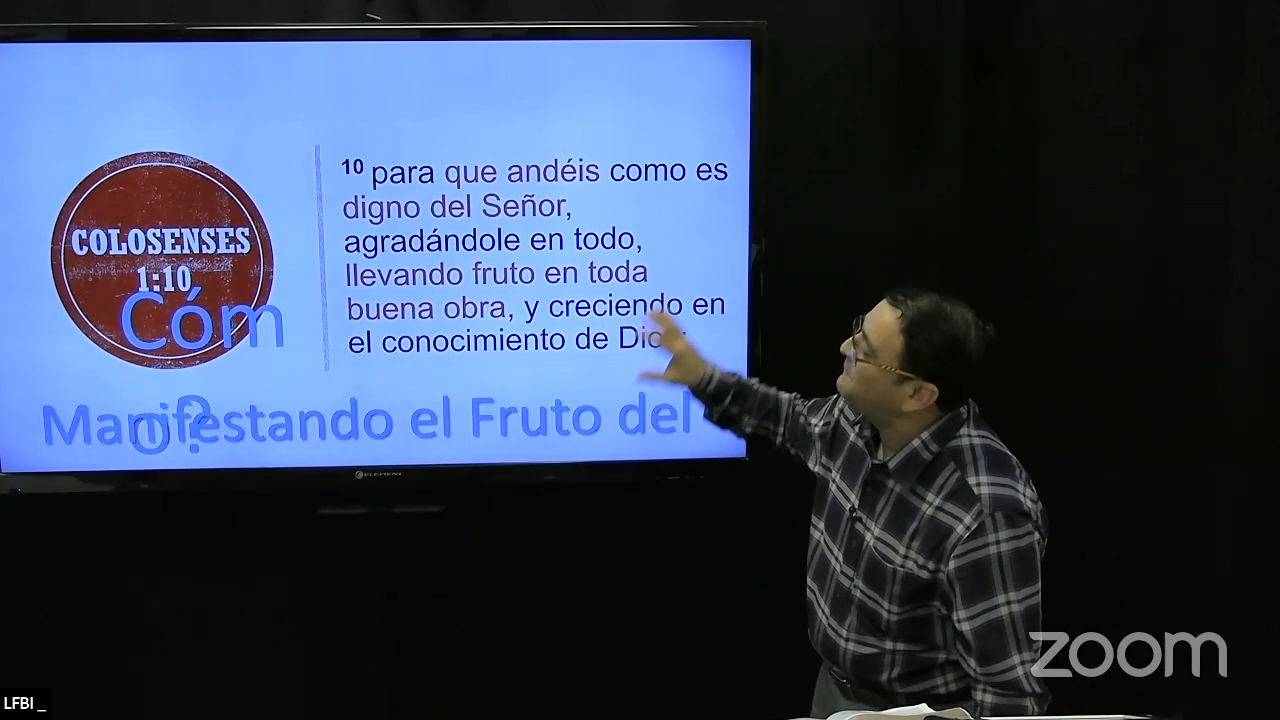 COLOSENSES
1:10
Cómo?
10 para que andéis como es
digno del Señor,
agradándole en todo,
llevando fruto en toda
buena obra, y creciendo en
el conocimiento de
Manifestando el Fruto del
ELEMENT
zoom
LFBI _